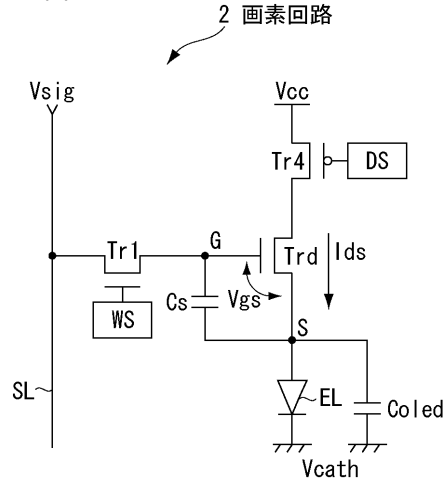 2 画素回路
Vsig
Vcc
Tr4
DS
Tr1
G
Trd
Ids
Cs
Vgs
WS
S
SL
EL
Coled
Vcath